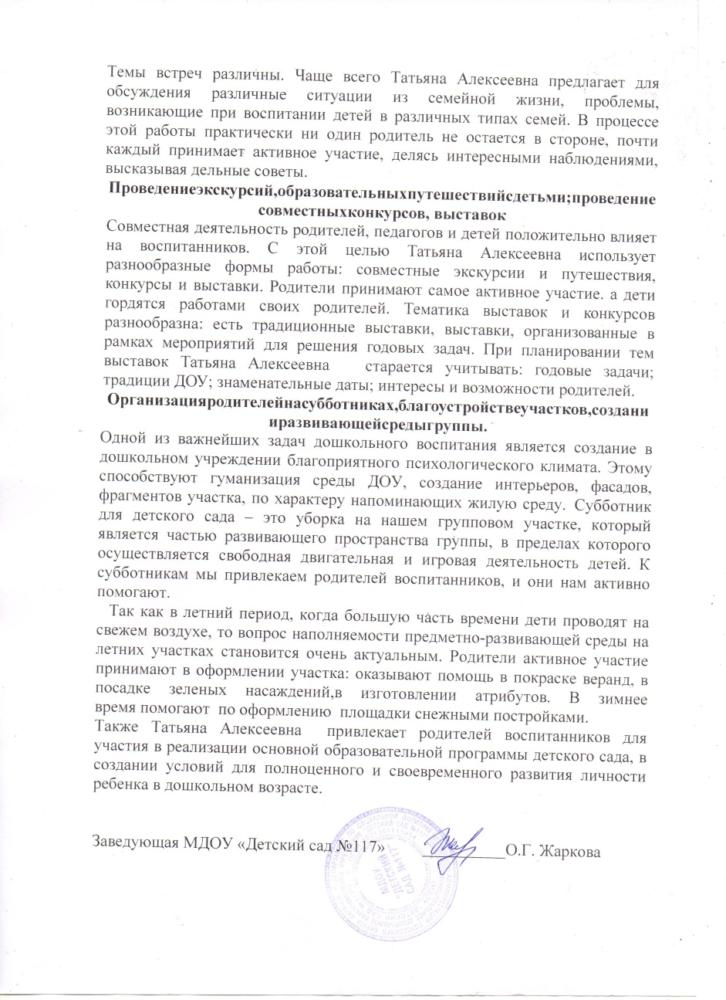 Темы встреч различны. Чаще всего Татьяна Алексеевна предлагает для
обсуждения различные ситуации из семейной жизни, проблемы,
возникающие при воспитании детей в различных типах семей. В процессе
этой работы практически ни один родитель не остается в стороне, почти
каждый принимает активное участие, делясь интересными наблюдениями,
высказывая дельные советы.
Проведениеэкскурсий,образовательныхпутешествийсдетьми;проведение
совместныхконкурсов, выставок
Совместная деятельность родителей, педагогов и детей положительно влияет
на воспитанников. С этой целью Татьяна Алексеевна использует
разнообразные формы работы: совместные экскурсии и путешествия,
конкурсы и выставки. Родители принимают самое активное участие. а дети
гордятся работами своих родителей. Тематика выставок и конкурсов
разнообразна: есть традиционные выставки, выставки, организованные в
рамках мероприятий для решения годовых задач. При планировании тем
выставок Татьяна Алексеевна старается учитывать: годовые задачи;
традиции ДОУ; знаменательные даты; интересы и возможности родителей.
Организацияродителейнасубботниках,благоустройствеучастков,создани
иразвивающейсредыгруппы.
Одной из важнейших задач дошкольного воспитания является создание в
дошкольном учреждении благоприятного психологического климата. Этому
способствуют гуманизация среды ДОУ, создание интерьеров, фасадов,
фрагментов участка, по характеру напоминающих жилую среду. Субботник
для детского сада – это уборка на нашем групповом участке, который
является частью развивающего пространства группы, в пределах которого
осуществляется свободная двигательная и игровая деятельность детей. К
субботникам мы привлекаем родителей воспитанников, и они нам активно
помогают.
Так как в летний период, когда большую часть времени дети проводят на
свежем воздухе, то вопрос наполняемости предметно-развивающей среды на
летних участках становится очень актуальным. Родители активное участие
принимают в оформлении участка: оказывают помощь в покраске веранд, в
посадке зеленых насаждений,в изготовлении атрибутов. В зимнее
время помогают по оформлению площадки снежными постройками.
Также Татьяна Алексеевна привлекает родителей воспитанников для
участия в реализации основной образовательной программы детского сада, в
создании условий для полноценного и своевременного развития личности
ребенка в дошкольном возрасте.
Заведующая МДОУ «Детский сад №117» __________О.Г. Жаркова
МДОУ
"ДЕТСКИЙ
САД №117"